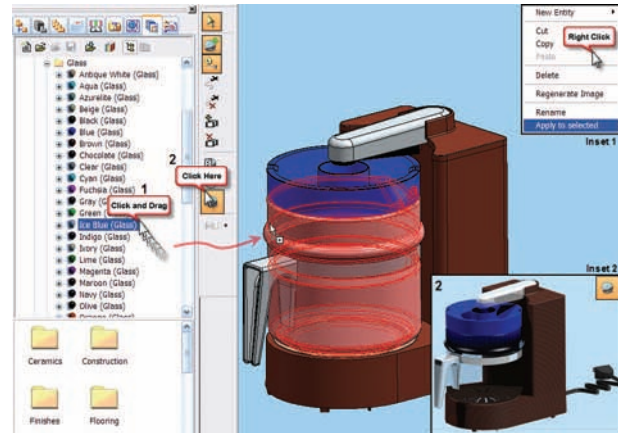 Glass
Antique White (Glass)
Aqua (Glass)
Azurelite (Glass)
Beige (Glass)
Black (Glass)
Blue (Glass)
Brown (Glass)
Chocolate (Glass)
Clear (Glass)
Cyan (Glass)
Fuchsia (Glass)
Gray (G
Green (
Ice Blue (Glass)
Indigo (Glass)
Ivory (Glass)
Lime (Glass)
Magenta (Glass)
Maroon (Glass)
Navy (Glass)
Olive (Glass)
Orange (Glass)
1
Click and Drag
2
Click Here
Ceramics
Construction
Finishes
Flooring
New Entity
Cut
Copy
Paste
Right Click
Delete
Regenerate Image
Rename
Apply to selected
Inset 1
Inset 2
2